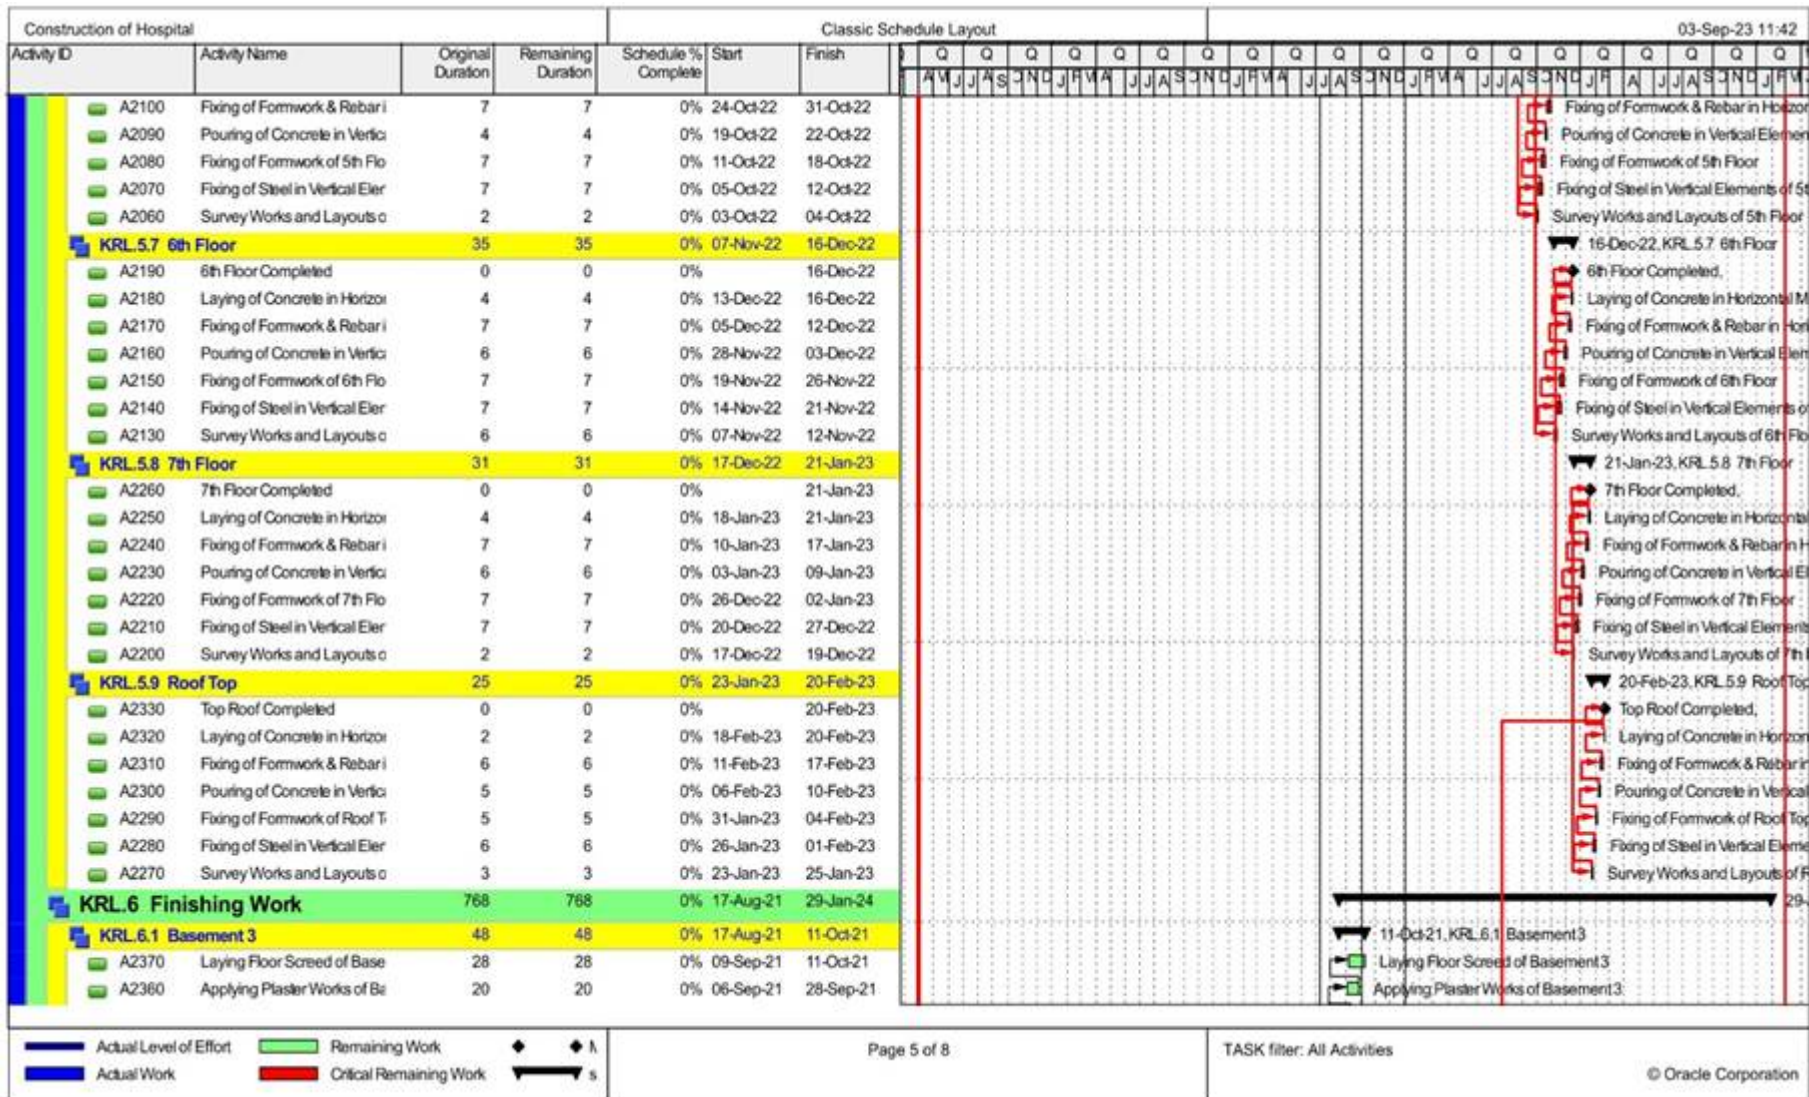 Construction of Hospital Classic Schedule Layout 03-Sep-23 11:42
Activity ID Activity Name Original Duration Remaining Duration Schedule % Complete Start Finish
A2100 Fixing of Formwork & Rebar i 7 7 0% 24-Oct-22 31-Oct-22 Fixing of Formwork & Rebar in Horizon
A2090 Pouring of Concrete in Vertic 4 4 0% 19-Oct-22 22-Oct-22 Pouring of Concrete in Vertical Elemen
A2080 Fixing of Formwork of 5th Flo 7 7 0% 11-Oct-22 18-Oct-22 Fixing of Formwork of 5th Floor
A2070 Fixing of Steel in Vertical Eler 7 7 0% 05-Oct-22 12-Oct-22 Fixing of Steel in Vertical Elements of 5t
A2060 Survey Works and Layouts o 2 2 0% 03-Oct-22 04-Oct-22 Survey Works and Layouts of 5th Floor
KRL.5.7 6th Floor 35 35 0% 07-Nov-22 16-Dec-22 16-Dec-22, KRL.5.7 6th Floor
A2190 6th Floor Completed 0 0 0% 16-Dec-22 6th Floor Completed,
A2180 Laying of Concrete in Horizor 4 4 0% 13-Dec-22 16-Dec-22 Laying of Concrete in Horizontal M
A2170 Fixing of Formwork & Rebar i 7 7 0% 05-Dec-22 12-Dec-22 Fixing of Formwork & Rebar in Hori
A2160 Pouring of Concrete in Vertica 6 6 0% 28-Nov-22 03-Dec-22 Pouring of Concrete in Vertical Elem
A2150 Fixing of Formwork of 6th Flo 7 7 0% 19-Nov-22 26-Nov-22 Fixing of Formwork of 6th Floor
A2140 Fixing of Steel in Vertical Eler 7 7 0% 14-Nov-22 21-Nov-22 Fixing of Steel in Vertical Elements of
A2130 Survey Works and Layouts o 6 6 0% 07-Nov-22 12-Nov-22 Survey Works and Layouts of 6th Flo
KRL.5.8 7th Floor 31 31 0% 17-Dec-22 21-Jan-23 21-Jan-23, KRL.5.8 7th Floor
A2260 7th Floor Completed 0 0 0% 21-Jan-23 7th Floor Completed,
A2250 Laying of Concrete in Horizor 4 4 0% 18-Jan-23 21-Jan-23 Laying of Concrete in Horizontal
A2240 Fixing of Formwork & Rebar i 7 7 0% 10-Jan-23 17-Jan-23 Fixing of Formwork & Rebar in H
A2230 Pouring of Concrete in Vertica 6 6 0% 03-Jan-23 09-Jan-23 Pouring of Concrete in Vertical El
A2220 Fixing of Formwork of 7th Flo 7 7 0% 26-Dec-22 02-Jan-23 Fixing of Formwork of 7th Floor
A2210 Fixing of Steel in Vertical Eler 7 7 0% 20-Dec-22 27-Dec-22 Fixing of Steel in Vertical Elements
A2200 Survey Works and Layouts o 2 2 0% 17-Dec-22 19-Dec-22 Survey Works and Layouts of 7th
KRL.5.9 Roof Top 25 25 0% 23-Jan-23 20-Feb-23 20-Feb-23, KRL.5.9 Roof Top
A2330 Top Roof Completed 0 0 0% 20-Feb-23 Top Roof Completed,
A2320 Laying of Concrete in Horizor 2 2 0% 18-Feb-23 20-Feb-23 Laying of Concrete in Horizon
A2310 Fixing of Formwork & Rebar i 6 6 0% 11-Feb-23 17-Feb-23 Fixing of Formwork & Rebar in
A2300 Pouring of Concrete in Vertica 5 5 0% 06-Feb-23 10-Feb-23 Pouring of Concrete in Vertical
A2290 Fixing of Formwork of Roof T 5 5 0% 31-Jan-23 04-Feb-23 Fixing of Formwork of Roof Top
A2280 Fixing of Steel in Vertical Eler 6 6 0% 26-Jan-23 01-Feb-23 Fixing of Steel in Vertical Eleme
A2270 Survey Works and Layouts o 3 3 0% 23-Jan-23 25-Jan-23 Survey Works and Layouts of R
KRL.6 Finishing Work 768 768 0% 17-Aug-21 29-Jan-24 29-
KRL.6.1 Basement 3 48 48 0% 17-Aug-21 11-Oct-21 11-Oct-21, KRL.6.1 Basement 3
A2370 Laying Floor Screed of Base 28 28 0% 09-Sep-21 11-Oct-21 Laying Floor Screed of Basement 3
A2360 Applying Plaster Works of Ba 20 20 0% 06-Sep-21 28-Sep-21 Applying Plaster Works of Basement 3
Actual Level of Effort Remaining Work Page 5 of 8 TASK filter: All Activities
Actual Work Critical Remaining Work s © Oracle Corporation